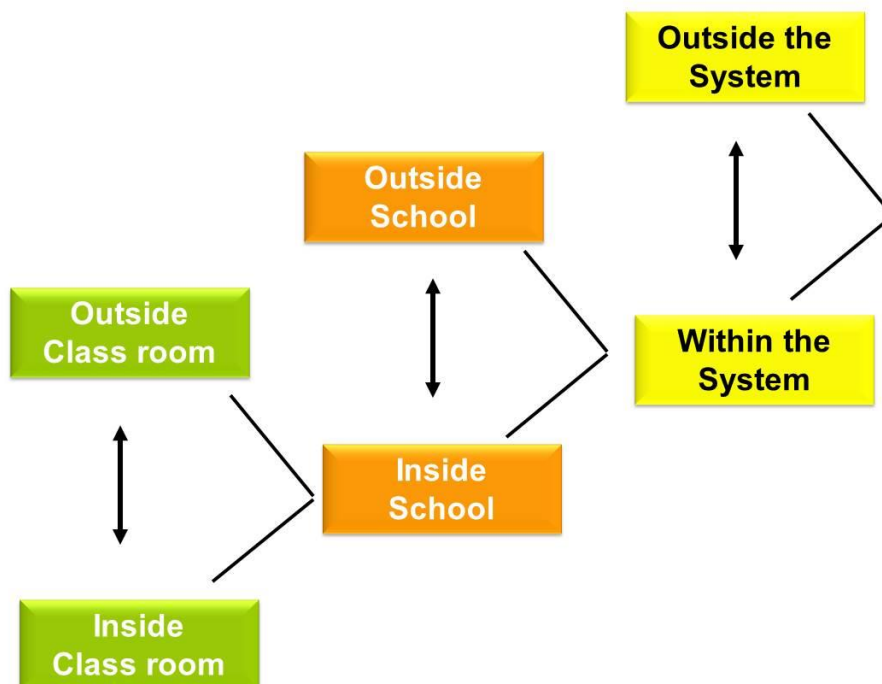 Outside the
System
Outside
School
Outside
Class room
Within the
System
Inside
School
Inside
Class room